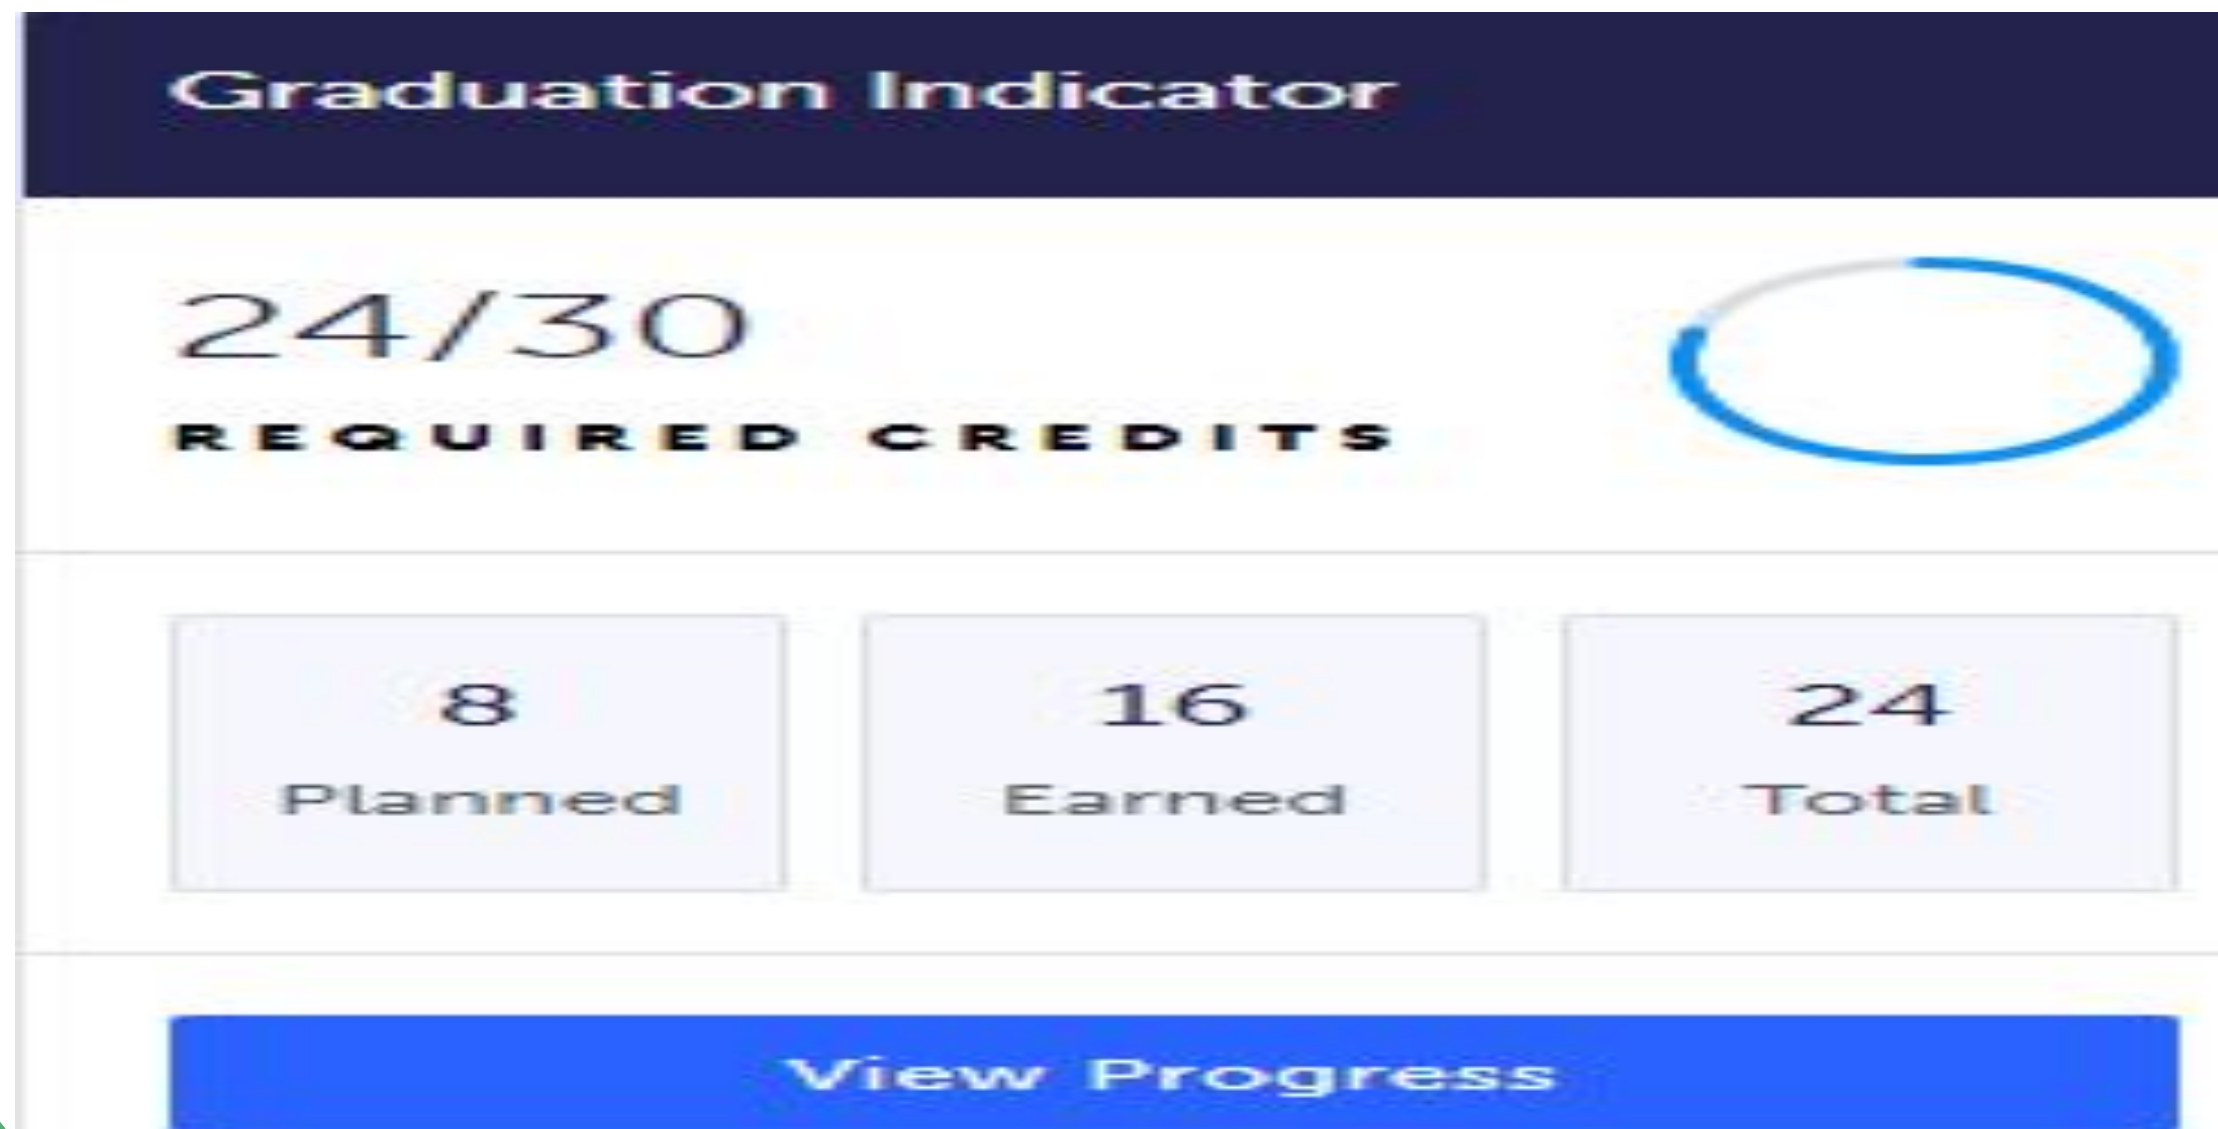 Graduation Indicator
24/30
REQUIRED CREDITS
8
Planned
16
Earned
24
Total
View Progress